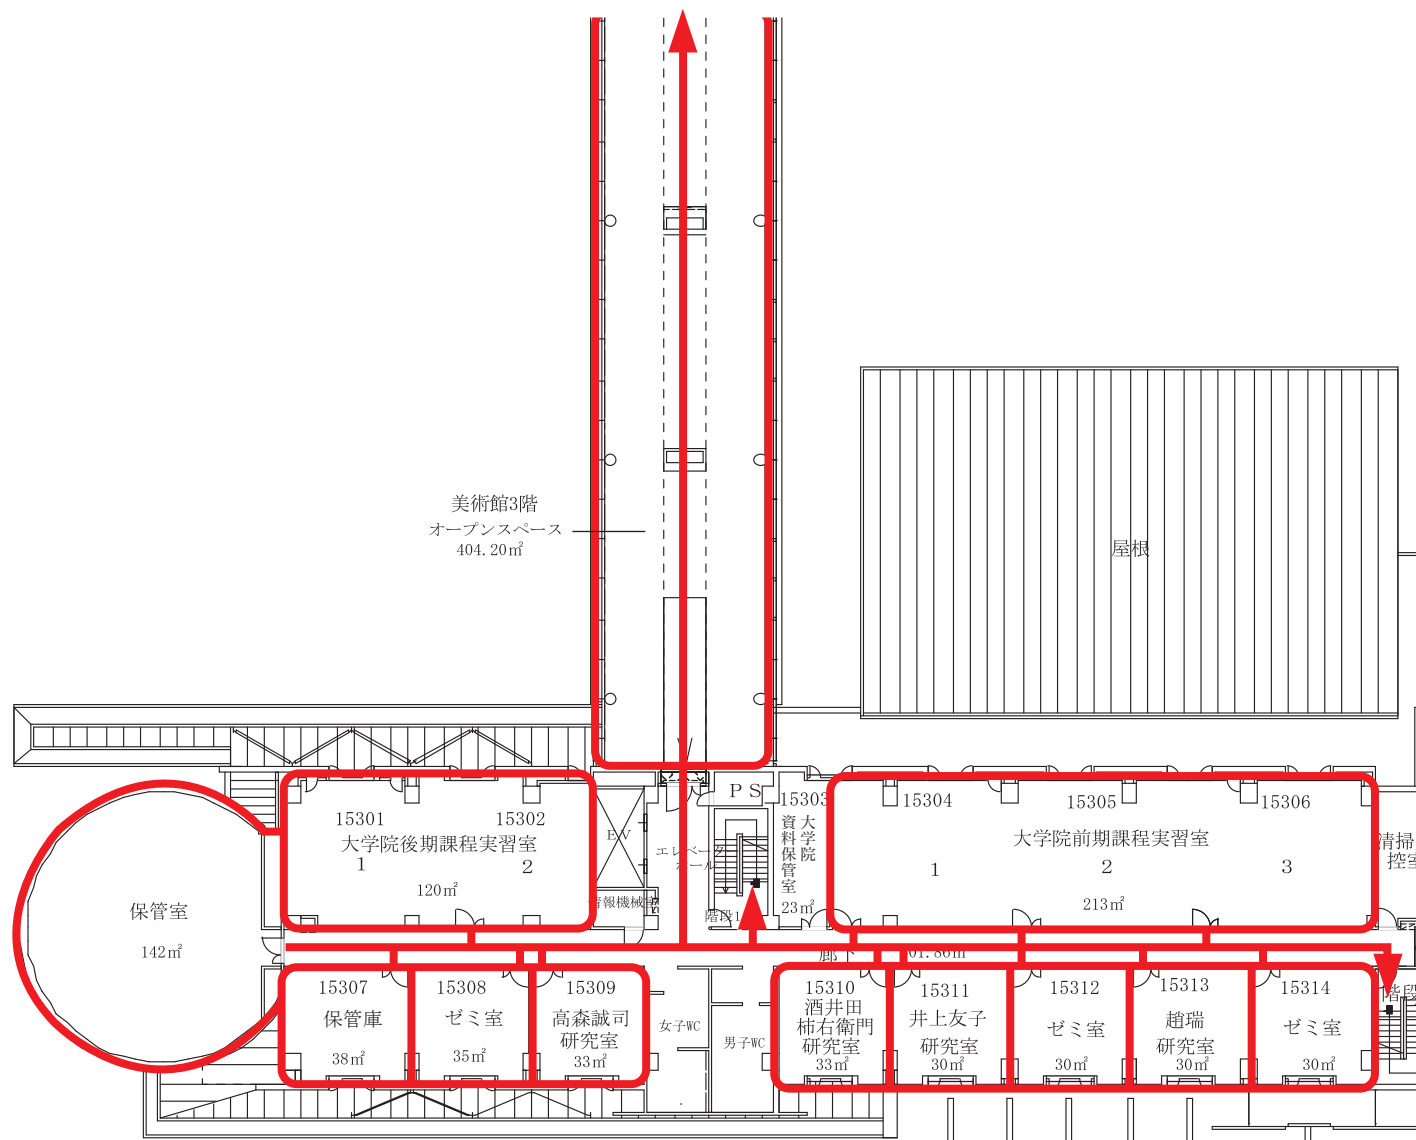 美術館3階
オープンスペース
404.20㎡
屋根
PS
15301
15302
大学院後期課程実習室
1
2
120㎡
EV
エレベータ
ホール
階段1
15303
大学院
資料保管室
23㎡
15304
15305
15306
大学院前期課程実習室
1
2
3
213㎡
清掃
控室
保管室
142㎡
廊下
01.86㎡
15307
保管庫
38㎡
15308
ゼミ室
35㎡
15309
高森誠司
研究室
33㎡
女子WC
男子WC
15310
酒井田
柿右衛門
研究室
33㎡
15311
井上友子
研究室
30㎡
15312
ゼミ室
30㎡
15313
趙瑞
研究室
30㎡
15314
ゼミ室
30㎡
階段